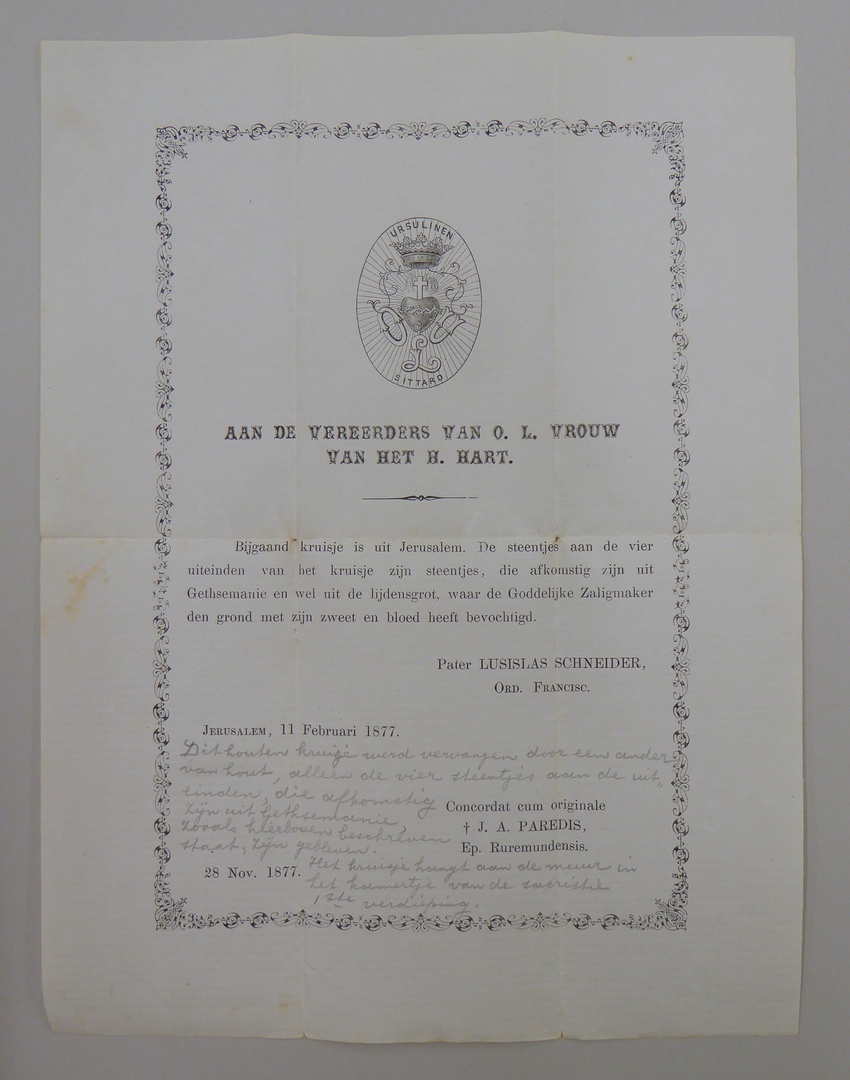 URSULINEN
SITTARD
AAN DE VEREERDERS VAN O. L. VROUW
VAN HET H. HART.
Bijgaand kruisje is uit Jerusalem. De steentjes aan de vier
uiteinden van het kruisje zijn steentjes, die afkomstig zijn uit
Gethsemanie en wel uit de lijdensgrot, waar de Goddelijke Zaligmaker
den grond met zijn zweet en bloed heeft bevochtigd.
Pater LUSISLAS SCHNEIDER,
ORD. FRANCISC.
JERUSALEM, 11 Februari 1877.
Dit houten kruisje werd vervangen door een ander
van hout, alleen de vier steentjes aan de uit„
einden, die afkomstig
zijn uit Gethsemanie,
zooals hierboven beschreven
staat, zijn gebleven.
Concordat cum originale
† J. A. PAREDIS,
Ep. Ruremundensis.
28 Nov. 1877.
Het kruisje hangt aan de muur in
het kamertje van de sacristie
1ste verdieping.